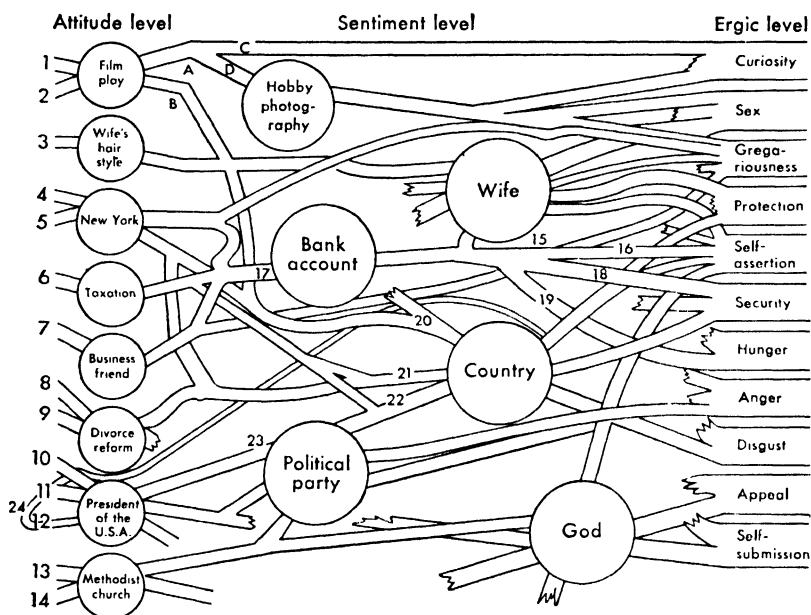 Attitude level
Sentiment level
Ergic level
1
2
Film
play
A
B
C
D
Hobby
photog-
raphy
Curiosity
Sex
3
Wife's
hair
style
Grega-
riousness
4
5
New York
Wife
Protection
Bank
account
15
16
Self-
assertion
6
Taxation
17
18
19
Security
7
Business
friend
20
Country
Hunger
8
9
Divorce
reform
21
22
Anger
10
23
Political
party
Disgust
11
24
12
President
of the
U.S.A.
God
Appeal
Self-
submission
13
14
Methodist
church